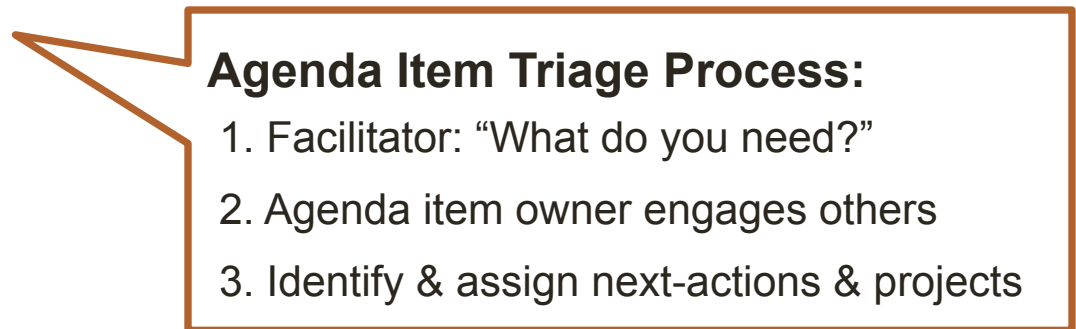 Agenda Item Triage Process:
1. Facilitator: “What do you need?”
2. Agenda item owner engages others
3. Identify & assign next-actions & projects